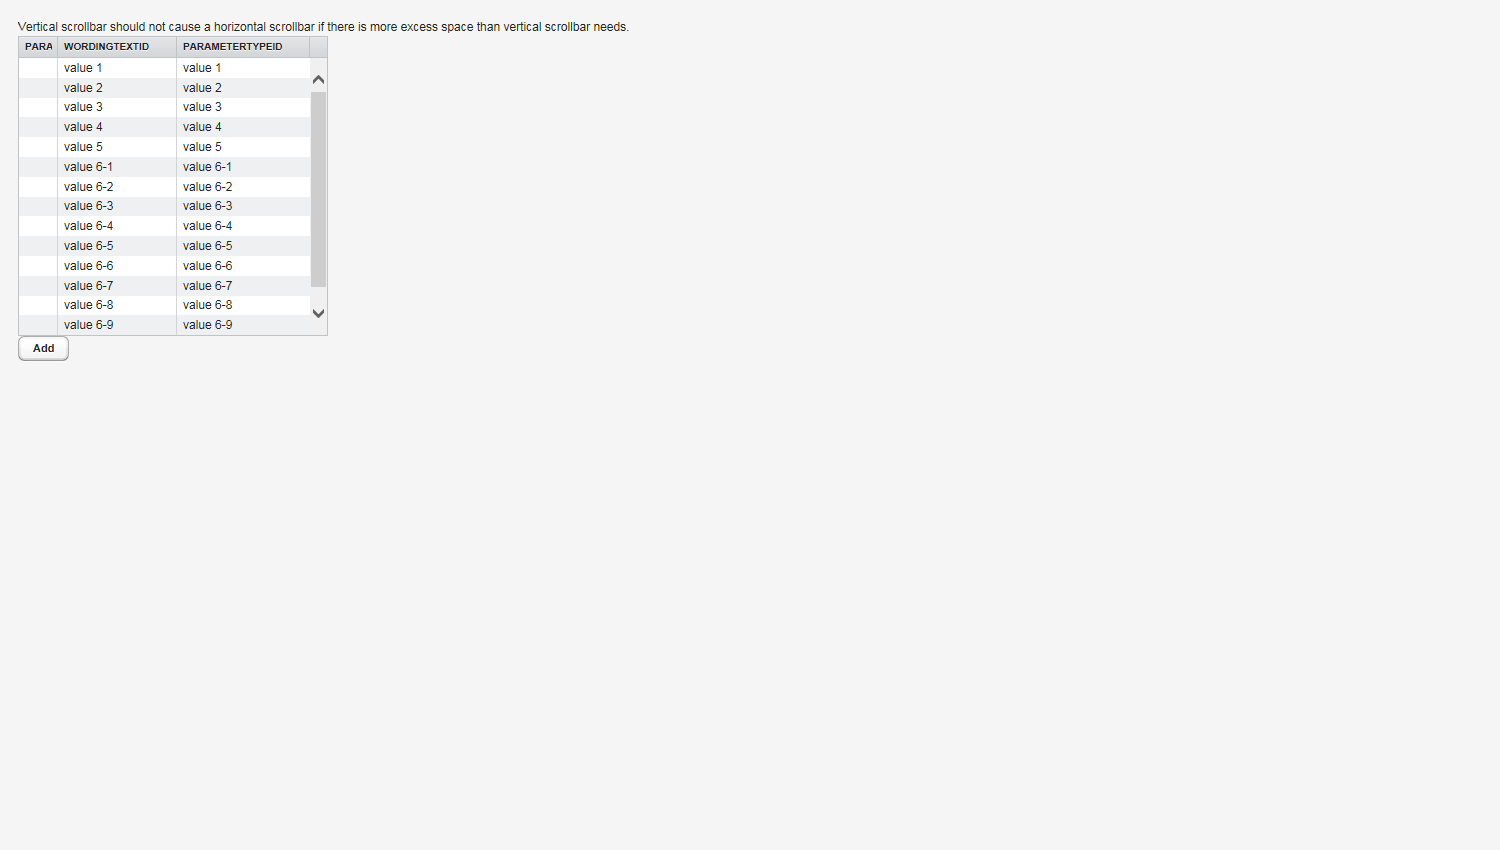 Vertical scrollbar should not cause a horizontal scrollbar if there is more excess space than vertical scrollbar needs.
PARA WORDINGTEXTID PARAMETERTYPEID
value 1 value 1
value 2 value 2
value 3 value 3
value 4 value 4
value 5 value 5
value 6-1 value 6-1
value 6-2 value 6-2
value 6-3 value 6-3
value 6-4 value 6-4
value 6-5 value 6-5
value 6-6 value 6-6
value 6-7 value 6-7
value 6-8 value 6-8
value 6-9 value 6-9
Add